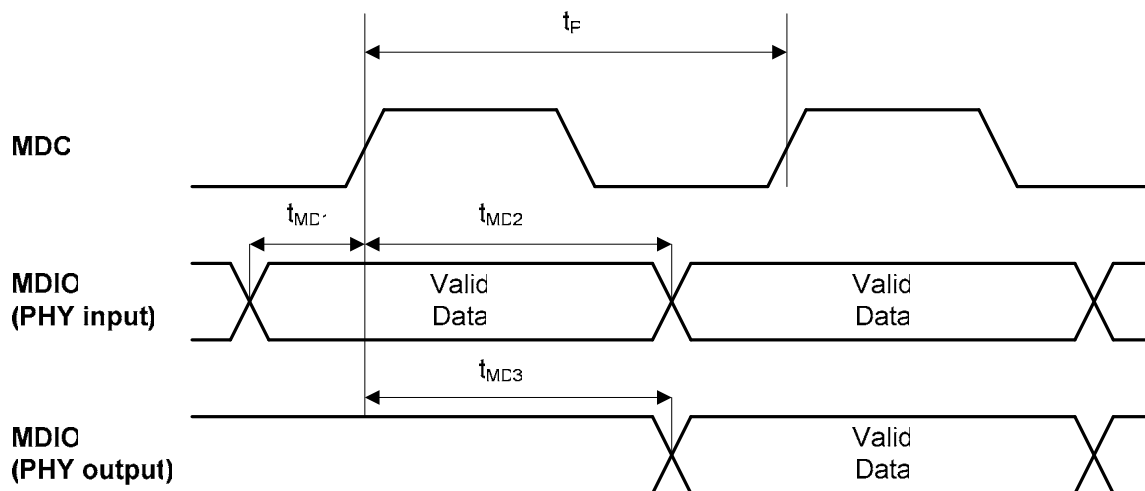 tP
MDC
tMD1
tMD2
MDIO
(PHY input)
Valid
Data
Valid
Data
tMD3
MDIO
(PHY output)
Valid
Data